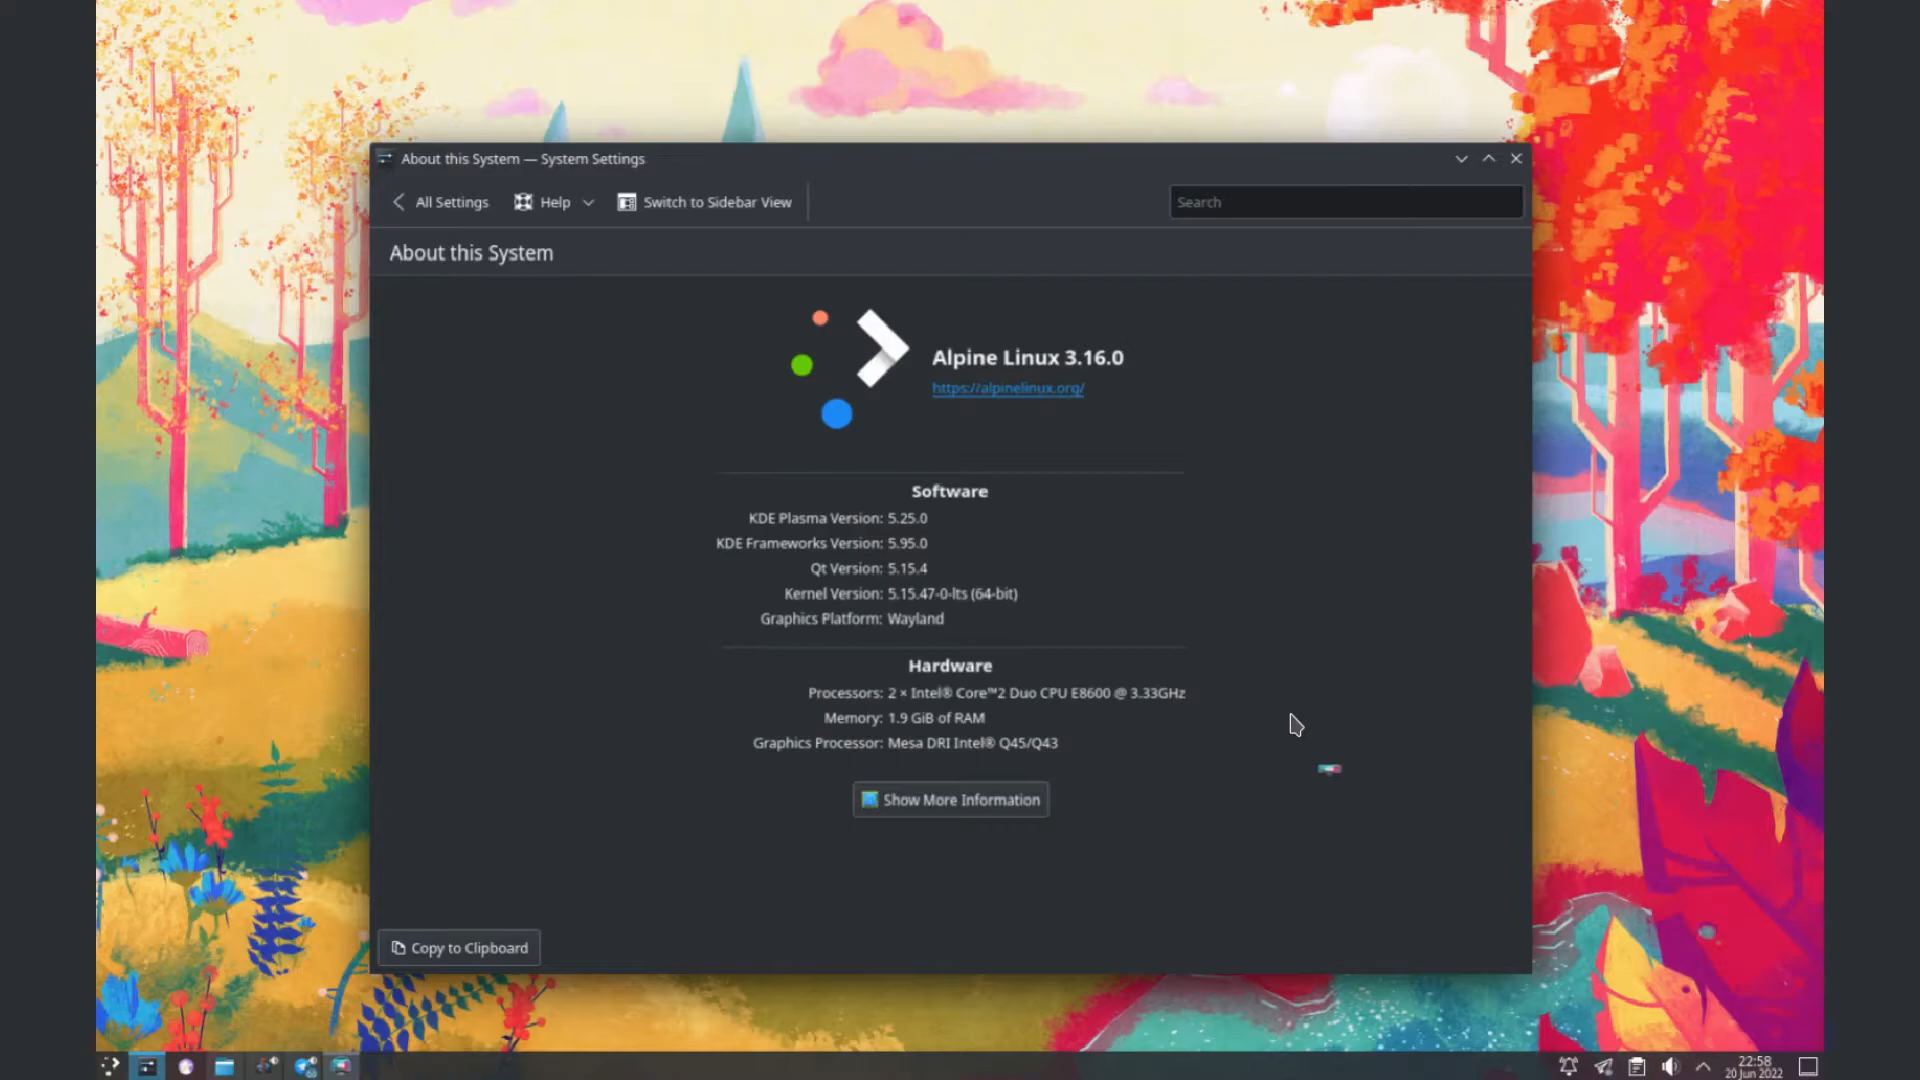 About this System — System Settings
All Settings
Help
Switch to Sidebar View
Search
About this System
Alpine Linux 3.16.0
https://alpinelinux.org/
Software
KDE Plasma Version: 5.25.0
KDE Frameworks Version: 5.95.0
Qt Version: 5.15.4
Kernel Version: 5.15.47-0-lts (64-bit)
Graphics Platform: Wayland
Hardware
Processors: 2 × Intel® Core™2 Duo CPU E8600 @ 3.33GHz
Memory: 1.9 GiB of RAM
Graphics Processor: Mesa DRI Intel® Q45/Q43
Show More Information
Copy to Clipboard
22:58
20 Jun 2022